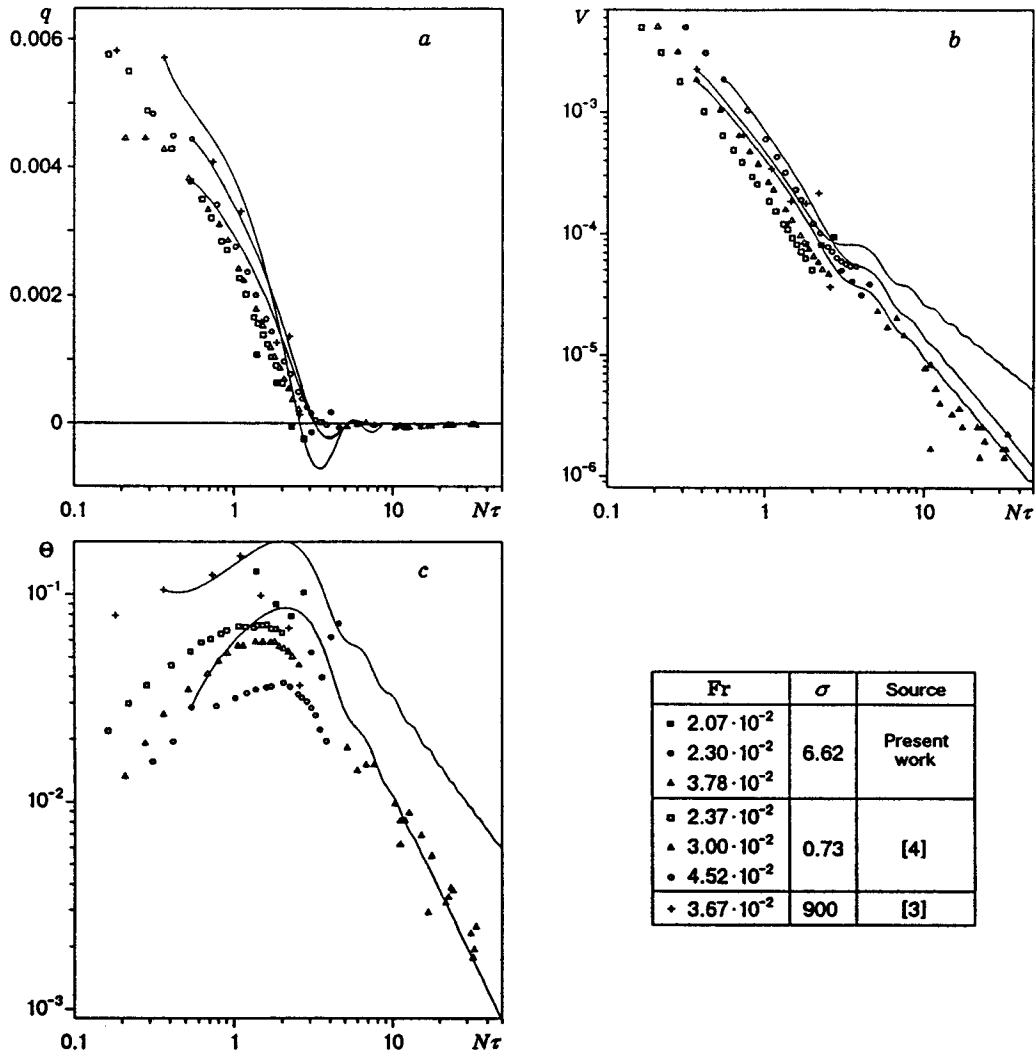 q
a
0.006
0.004
0.002
0
0.1
1
10
Nτ
V
b
10⁻³
10⁻⁴
10⁻⁵
10⁻⁶
0.1
1
10
Nτ
Θ
c
10⁻¹
10⁻²
10⁻³
0.1
1
10
Nτ
Fr σ Source
2.07·10⁻²
2.30·10⁻² 6.62 Present work
3.78·10⁻²
2.37·10⁻²
3.00·10⁻² 0.73 [4]
4.52·10⁻²
+ 3.67·10⁻² 900 [3]